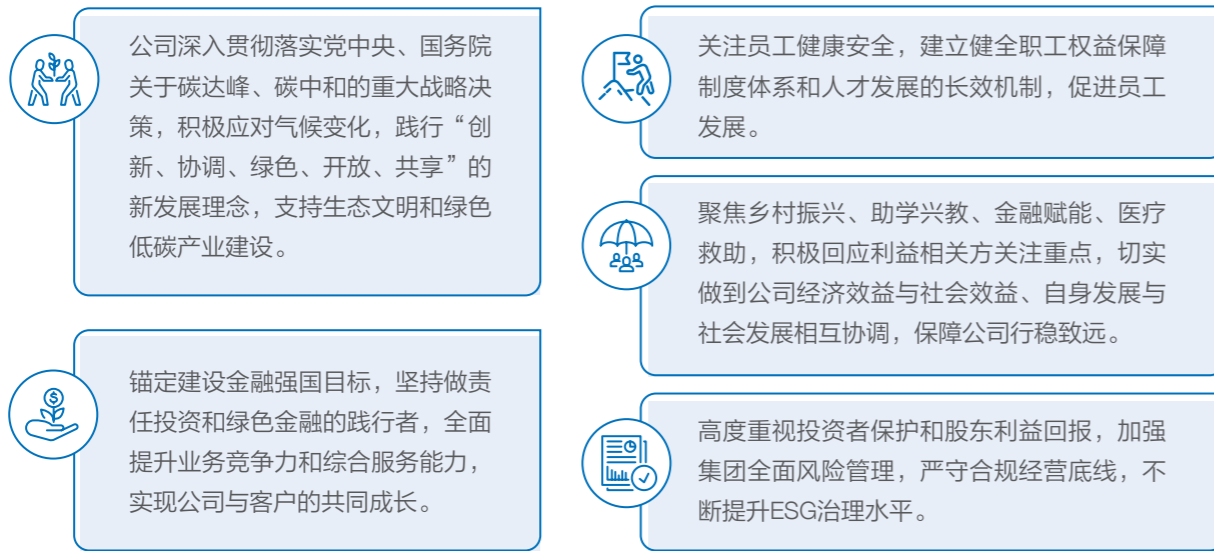 公司深入贯彻落实党中央、国务院
关于碳达峰、碳中和的重大战略决
策，积极应对气候变化，践行“创
新、协调、绿色、开放、共享”的
新发展理念，支持生态文明和绿色
低碳产业建设。
锚定建设金融强国目标，坚持做责
任投资和绿色金融的践行者，全面
提升业务竞争力和综合服务能力，
实现公司与客户的共同成长。
关注员工健康安全，建立健全职工权益保障
制度体系和人才发展的长效机制，促进员工
发展。
聚焦乡村振兴、助学兴教、金融赋能、医疗
救助，积极回应利益相关方关注重点，切实
做到公司经济效益与社会效益、自身发展与
社会发展相互协调，保障公司行稳致远。
高度重视投资者保护和股东利益回报，加强
集团全面风险管理，严守合规经营底线，不
断提升ESG治理水平。